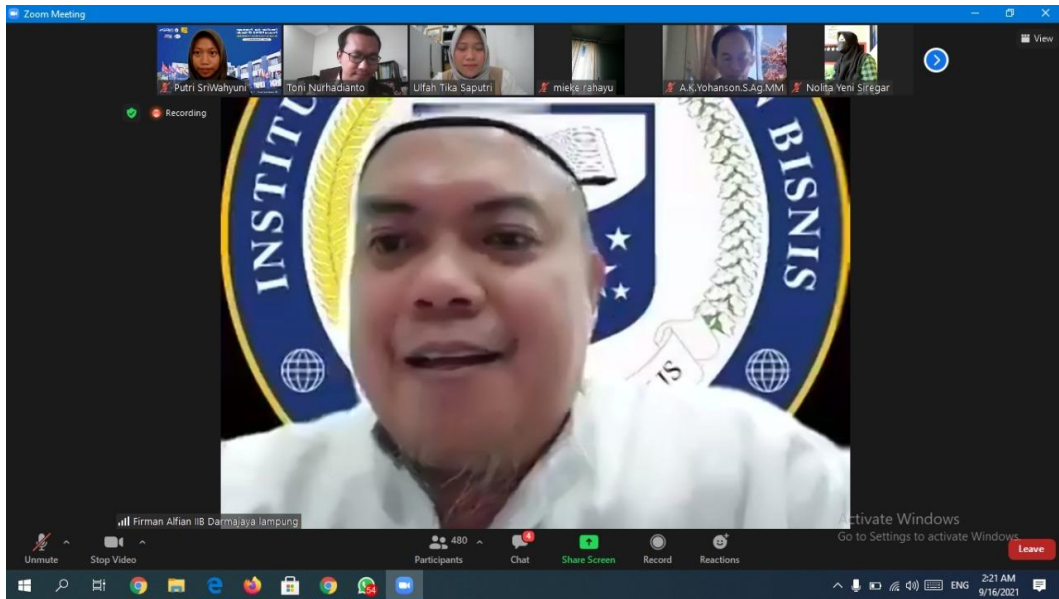 Zoom Meeting
View
Putri SriWahyuni
Toni Nurhadianto
Ulfah Tika Saputri
mieke rahayu
A.K.Yohanson.S.Ag.MM
Nolita Yeni Siregar
Recording
INSTITU
BISNIS
Firman Alfian IIB Darmajaya lampung
Activate Windows
Go to Settings to activate Windows.
Unmute
Stop Video
480
Participants
4
Chat
Share Screen
Record
Reactions
Leave
54
ENG
2:21 AM
9/16/2021